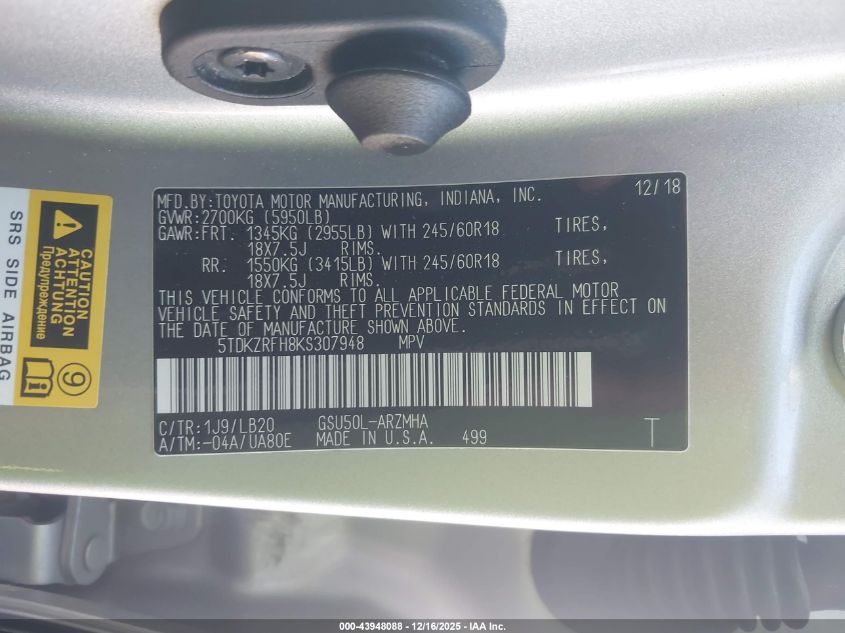 MFD.BY:TOYOTA MOTOR MANUFACTURING, INDIANA, INC. 12/18
GVWR:2700KG (5950LB)
GAWR:FRT. 1345KG (2955LB) WITH 245/60R18 TIRES,
18X7.5J RIMS.
RR. 1550KG (3415LB) WITH 245/60R18 TIRES,
18X7.5J RIMS.
THIS VEHICLE CONFORMS TO ALL APPLICABLE FEDERAL MOTOR
VEHICLE SAFETY AND THEFT PREVENTION STANDARDS IN EFFECT ON
THE DATE OF MANUFACTURE SHOWN ABOVE.
5TDKZRFH8KS307948 MPV
C/TR:1J9/LB20 GSU50L-ARZMHA
A/TM:-04A/UA80E MADE IN U.S.A. 499 T
SRS SIDE AIRBAG
CAUTION
ATTENTION
ACHTUNG
Предупреждение
9
000-43948088 - 12/16/2025 - IAA Inc.